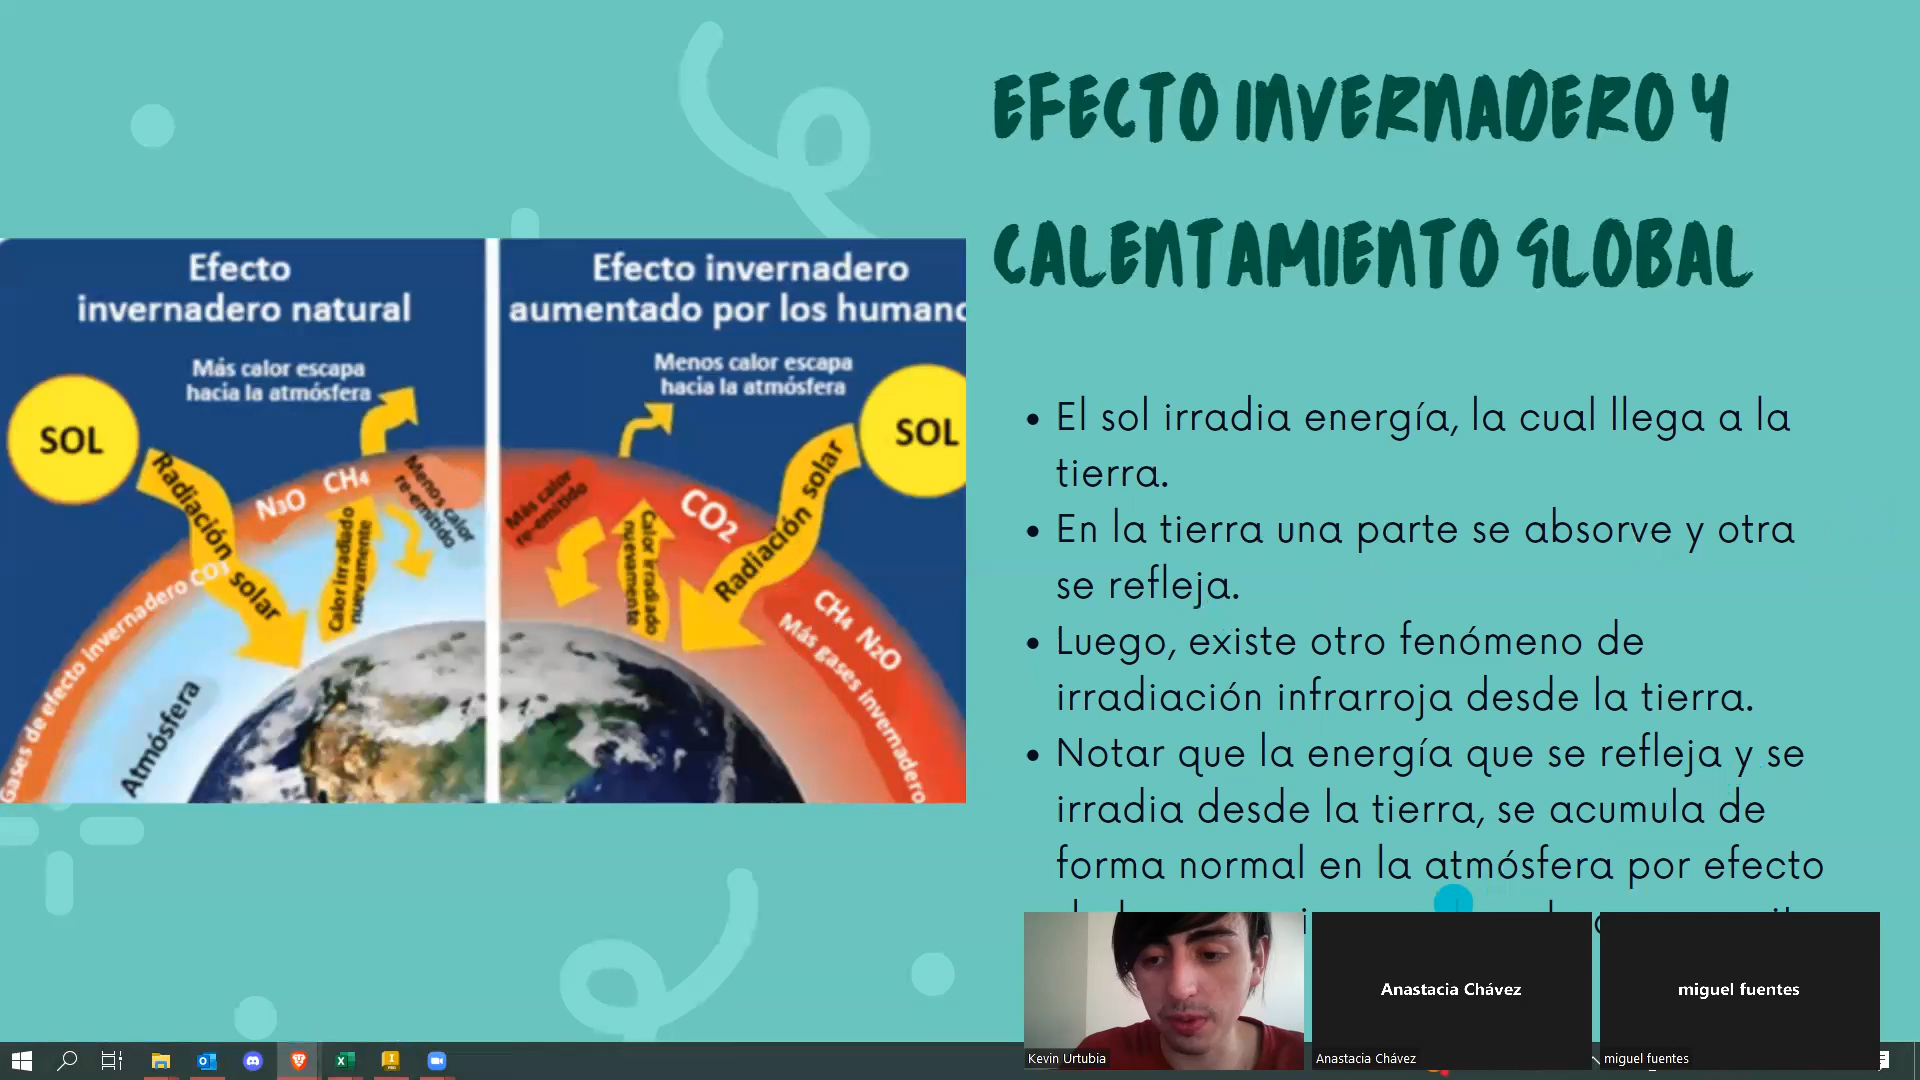 EFECTO INVERNADERO Y
CALENTAMIENTO GLOBAL
Efecto
invernadero natural
Más calor escapa
hacia la atmósfera
SOL
Radiación solar
N3O CH4
Menos calor
re-emitido
Calor irradiado
nuevamente
Gases de efecto invernadero CO3
Atmósfera
Efecto invernadero
aumentado por los humano
Menos calor escapa
hacia la atmósfera
SOL
Radiación solar
Más calor
re-emitido
CO2
Calor irradiado
nuevamente
CH4 N2O
Más gases invernadero
• El sol irradia energía, la cual llega a la
tierra.
• En la tierra una parte se absorve y otra
se refleja.
• Luego, existe otro fenómeno de
irradiación infrarroja desde la tierra.
• Notar que la energía que se refleja y se
irradia desde la tierra, se acumula de
forma normal en la atmósfera por efecto
Kevin Urtubia
Anastacia Chávez
Anastacia Chávez
miguel fuentes
miguel fuentes